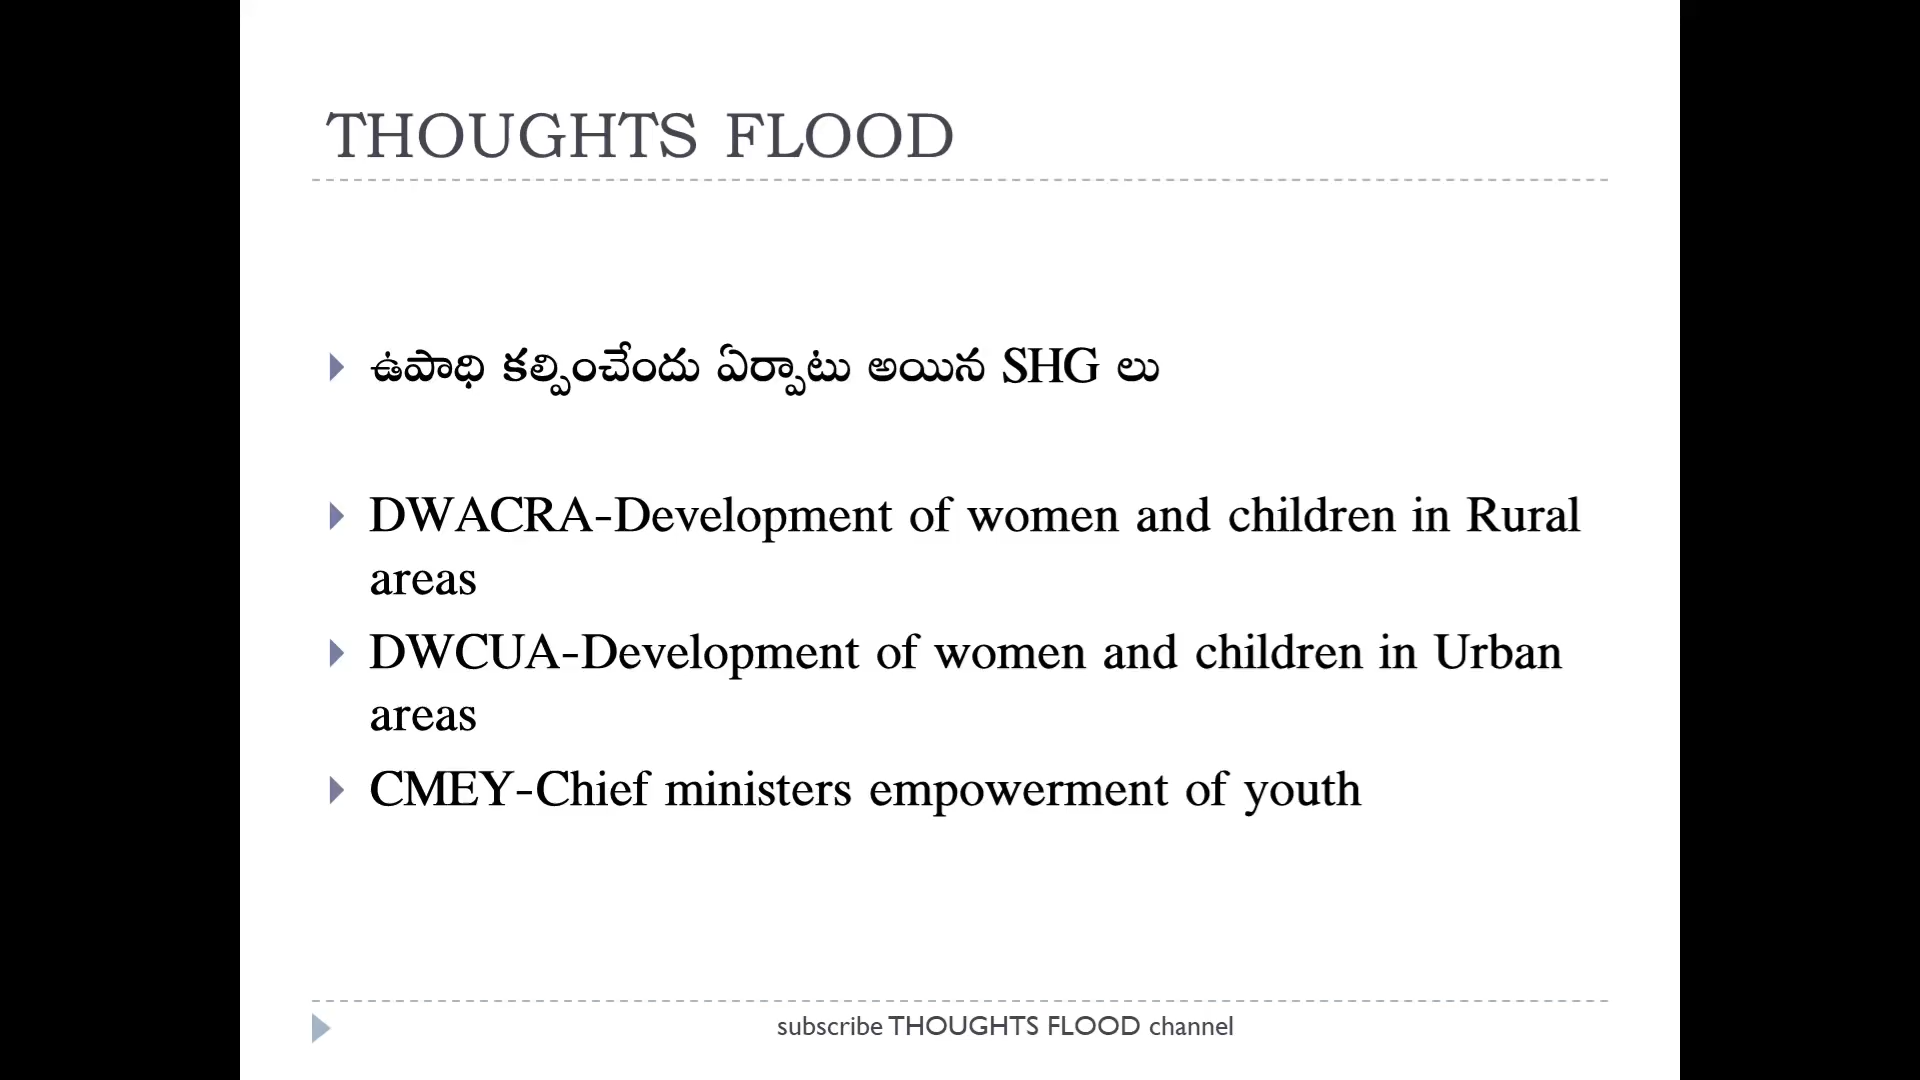 THOUGHTS FLOOD
ఉపాధి కల్పించేందు ఏర్పాటు అయిన SHG లు
DWACRA-Development of women and children in Rural
areas
DWCUA-Development of women and children in Urban
areas
CMEY-Chief ministers empowerment of youth
subscribe THOUGHTS FLOOD channel